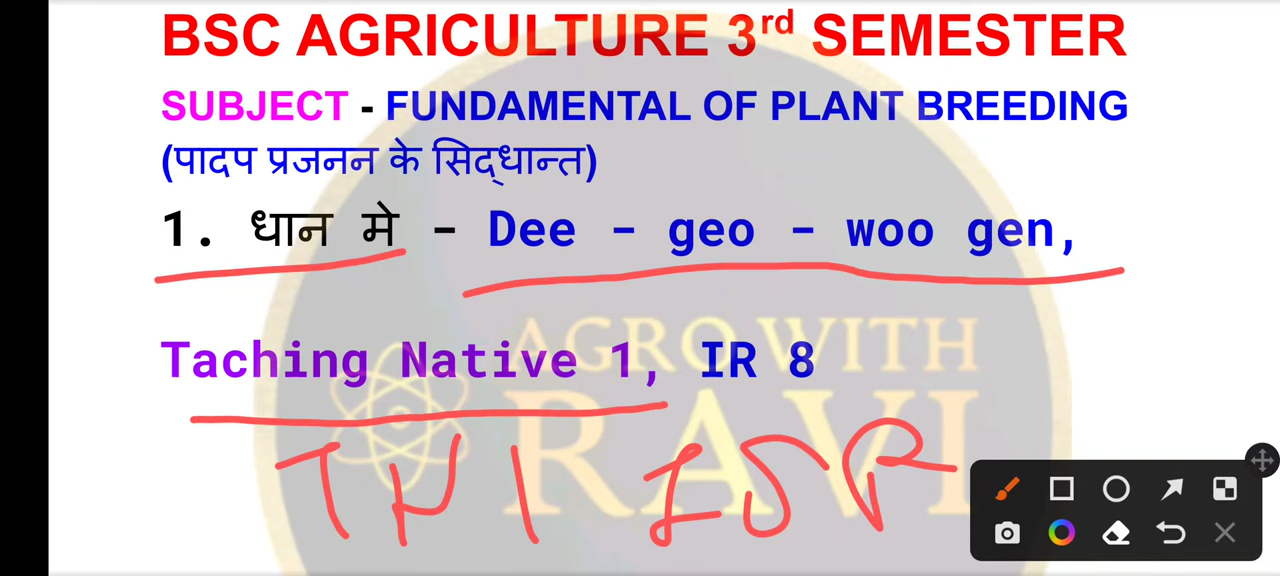 BSC AGRICULTURE 3rd SEMESTER
SUBJECT - FUNDAMENTAL OF PLANT BREEDING
(पादप प्रजनन के सिद्धान्त)
1. धान मे - Dee - geo - woo gen,
AGRO WITH
Taching Native 1, IR 8
RAVI